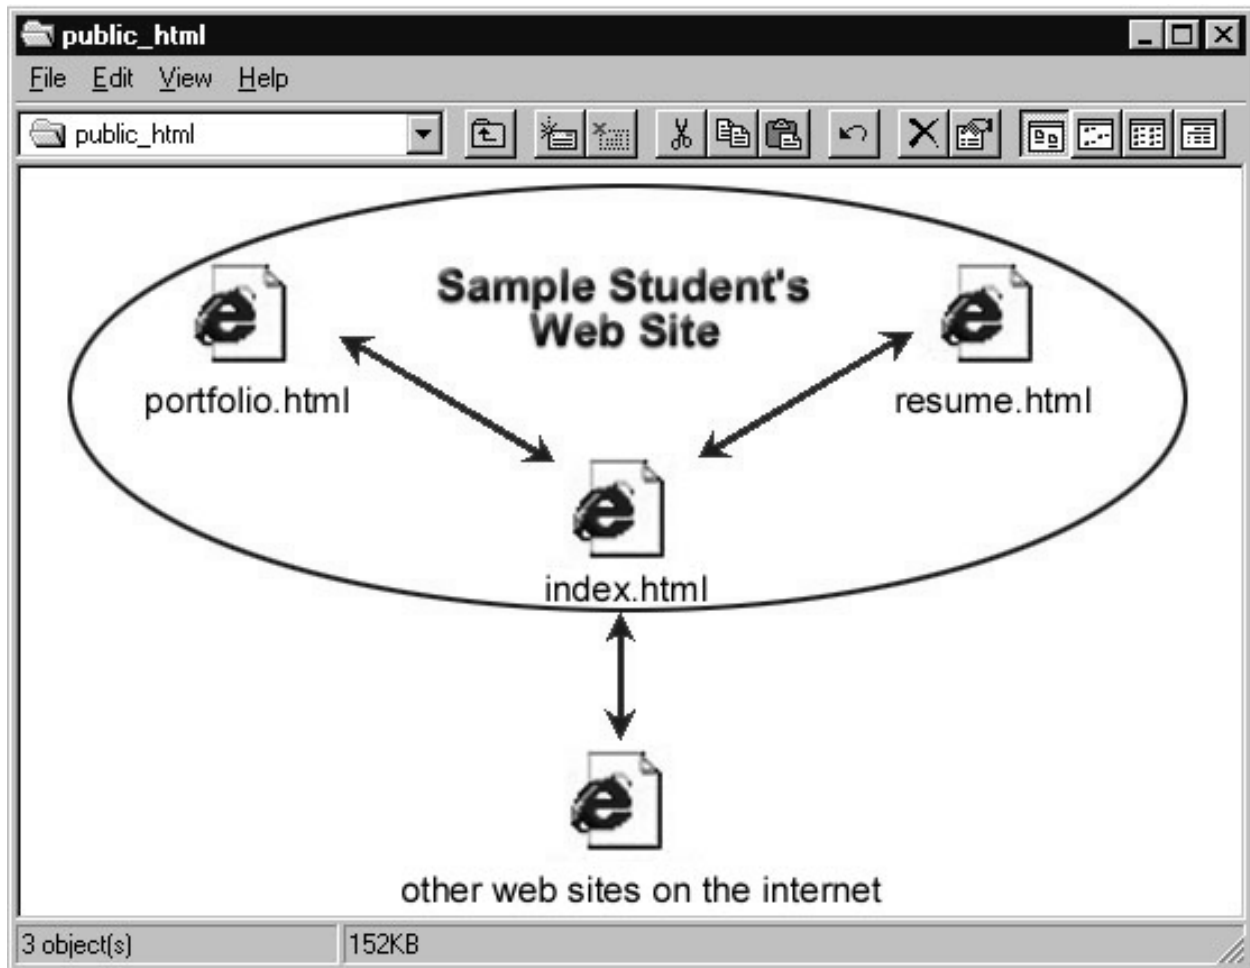 public_html
File Edit View Help
public_html
Sample Student's
Web Site
portfolio.html
resume.html
index.html
other web sites on the internet
3 object(s)
152KB